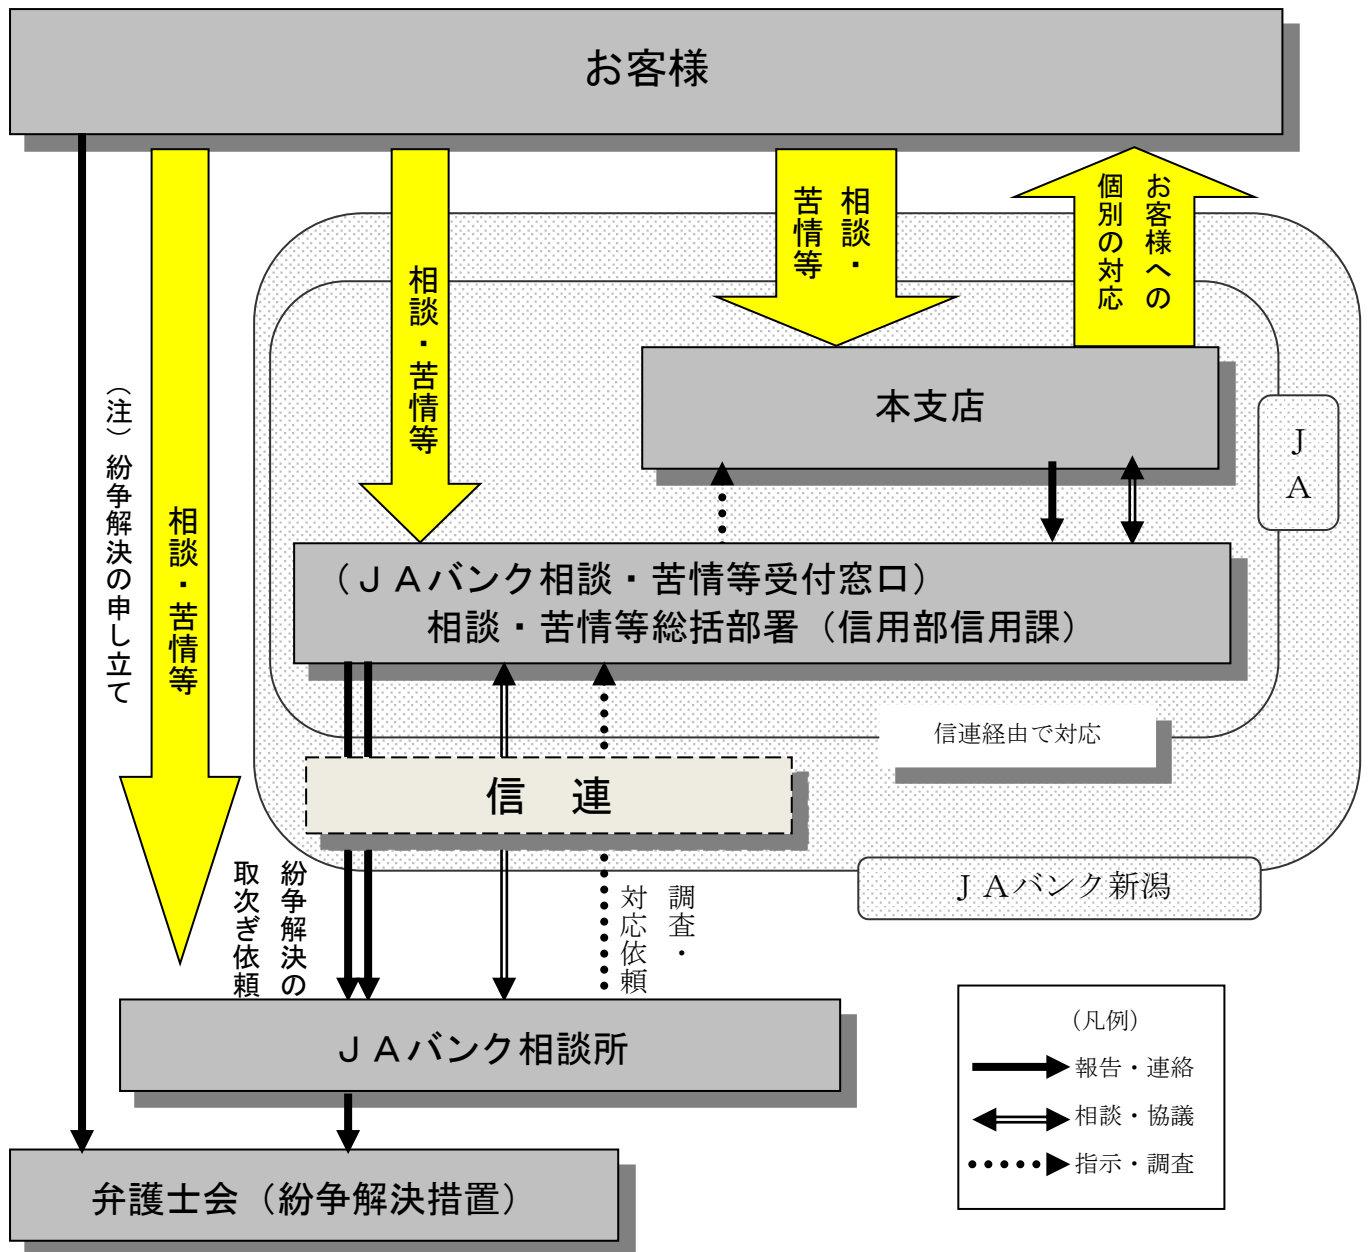 お客様
相談・
苦情等
お客様への
個別の対応
相談・苦情等
(注)紛争解決の申し立て
相談・苦情等
本支店
JA
(JAバンク相談・苦情等受付窓口)
相談・苦情等総括部署(信用部信用課)
信連経由で対応
信 連
JAバンク新潟
紛争解決の
取次ぎ依頼
調査・
対応依頼
JAバンク相談所
弁護士会(紛争解決措置)
(凡例)
報告・連絡
相談・協議
指示・調査